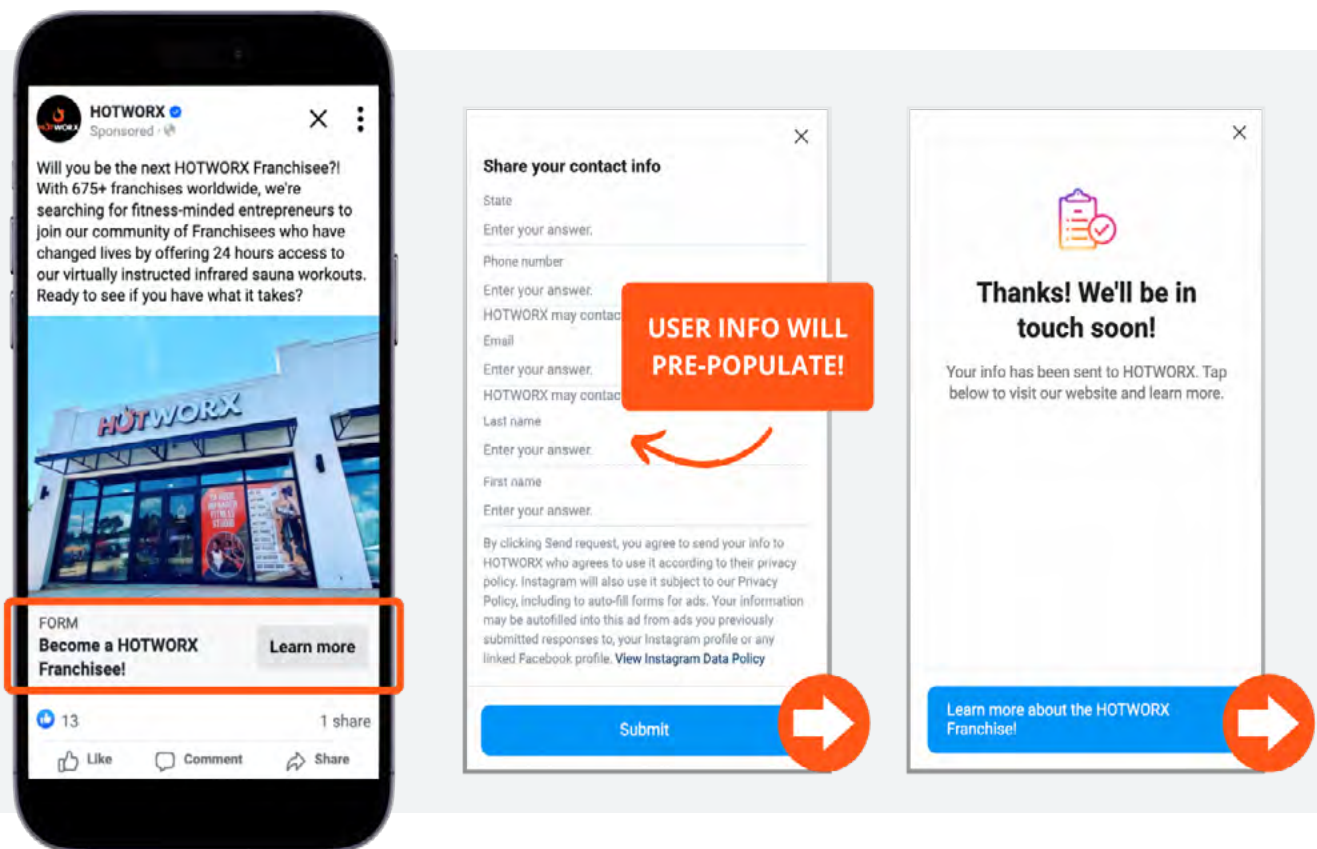 HOTWORX
HOTWORX
Sponsored ·
Will you be the next HOTWORX Franchisee?!
With 675+ franchises worldwide, we're
searching for fitness-minded entrepreneurs to
join our community of Franchisees who have
changed lives by offering 24 hours access to
our virtually instructed infrared sauna workouts.
Ready to see if you have what it takes?
HOTWORX
24 HOUR
INFRARED
FITNESS
STUDIO
FORM
Become a HOTWORX
Franchisee!
Learn more
13
1 share
Like
Comment
Share
Share your contact info
State
Enter your answer.
Phone number
Enter your answer.
HOTWORX may contac
Email
Enter your answer.
HOTWORX may contac
Last name
Enter your answer.
First name
Enter your answer.
USER INFO WILL
PRE-POPULATE!
By clicking Send request, you agree to send your info to
HOTWORX who agrees to use it according to their privacy
policy. Instagram will also use it subject to our Privacy
Policy, including to auto-fill forms for ads. Your information
may be autofilled into this ad from ads you previously
submitted responses to, your Instagram profile or any
linked Facebook profile. View Instagram Data Policy
Submit
Thanks! We'll be in
touch soon!
Your info has been sent to HOTWORX. Tap
below to visit our website and learn more.
Learn more about the HOTWORX
Franchise!